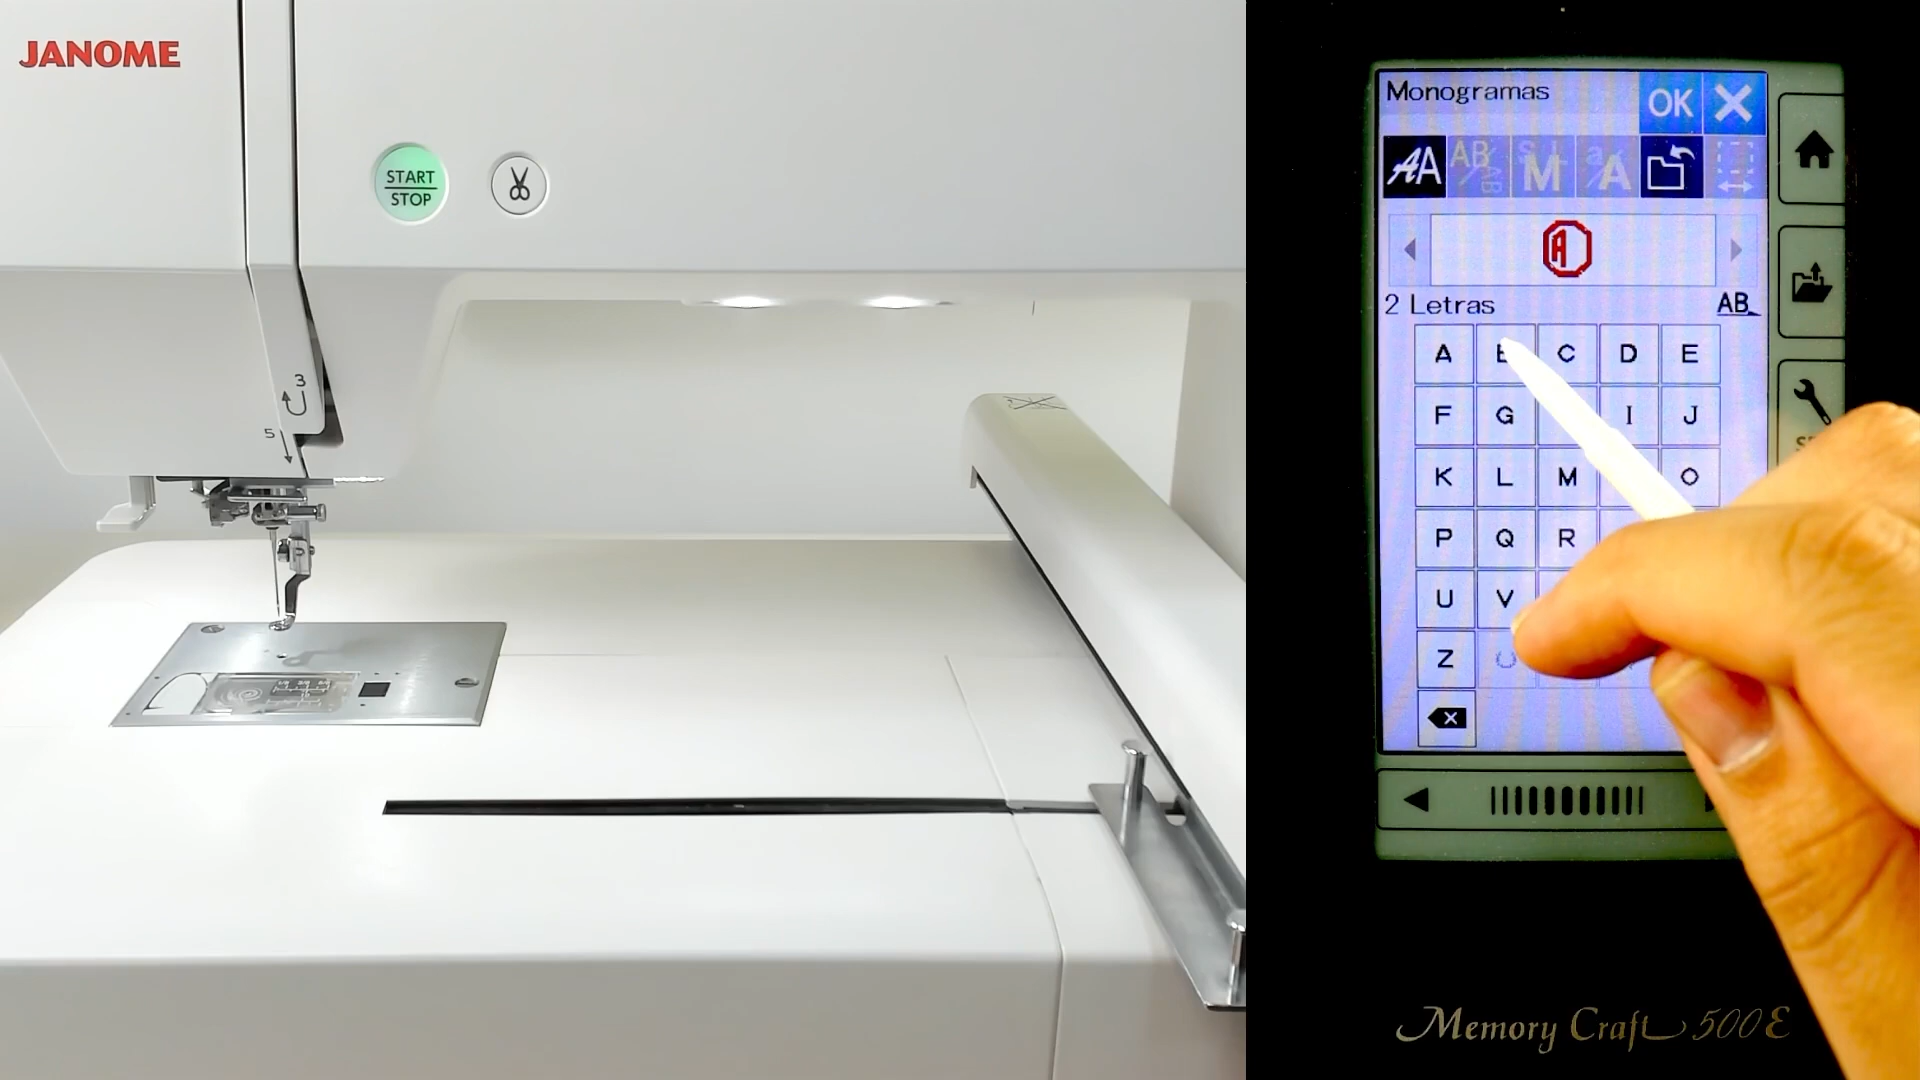 JANOME
START
STOP
3
5
Monogramas
OK
2 Letras
AB
A
A B C D E
F G I J
K L M O
P Q R
U V
Z
Memory Craft 500E